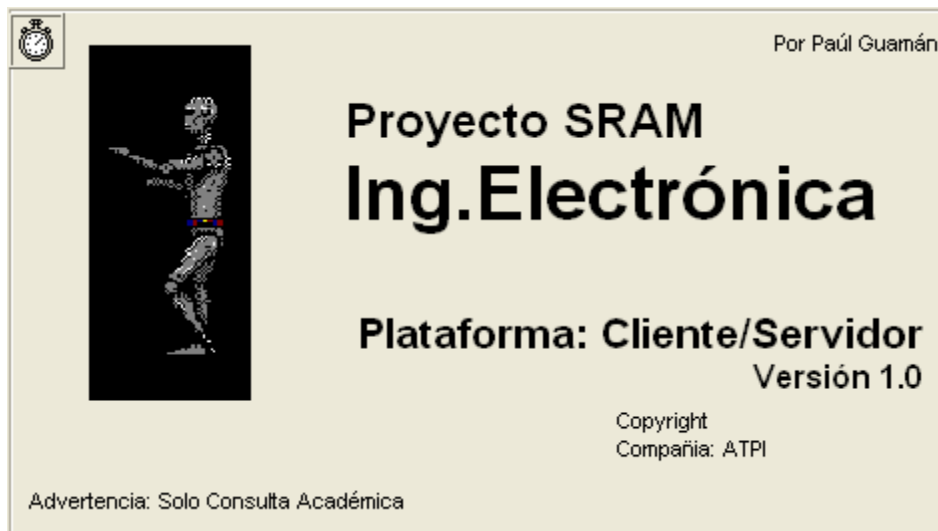 Por Paúl Guamán
Proyecto SRAM
Ing.Electrónica
Plataforma: Cliente/Servidor
Versión 1.0
Copyright
Compañia: ATPI
Advertencia: Solo Consulta Académica